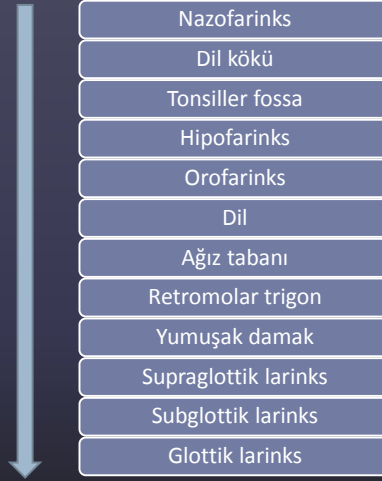 Nazofarinks
Dil kökü
Tonsiller fossa
Hipofarinks
Orofarinks
Dil
Ağız tabanı
Retromolar trigon
Yumuşak damak
Supraglottik larinks
Subglottik larinks
Glottik larinks